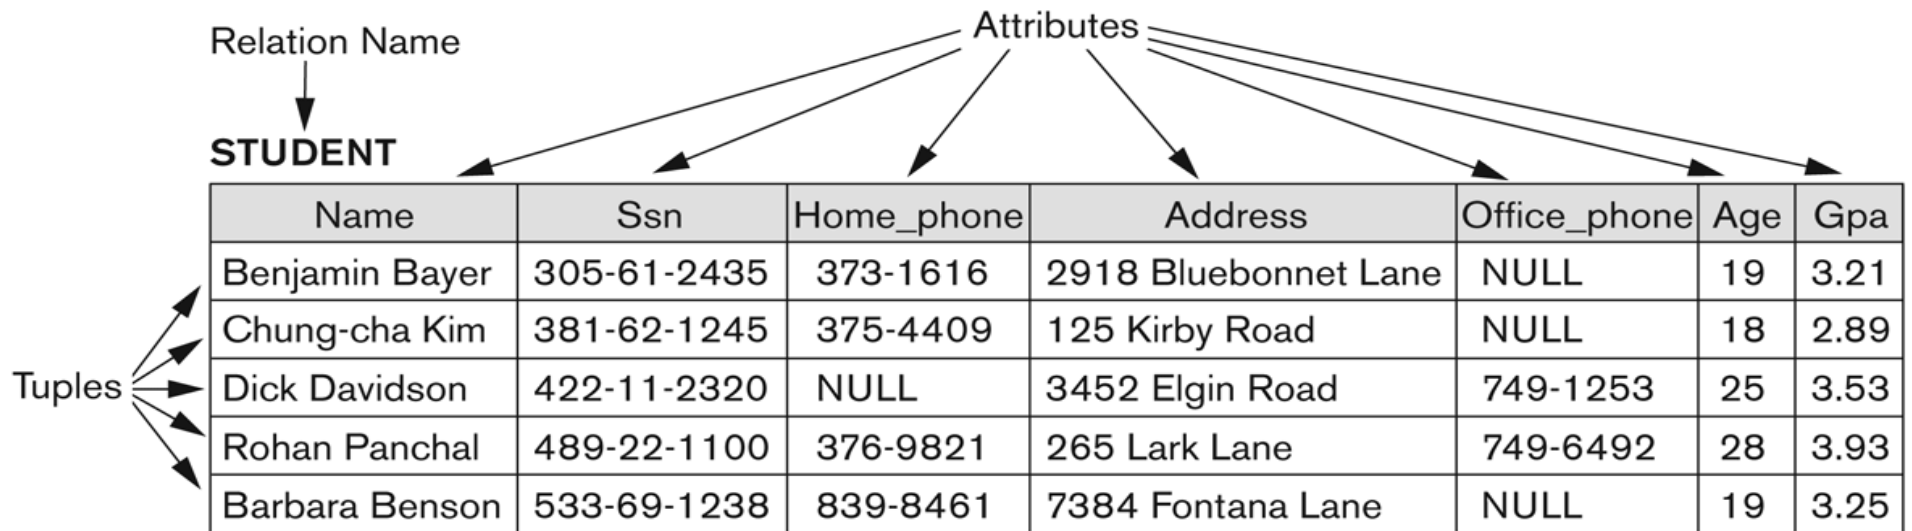 Attributes
Relation Name
STUDENT
Name Ssn Home_phone Address Office_phone Age Gpa
Benjamin Bayer 305-61-2435 373-1616 2918 Bluebonnet Lane NULL 19 3.21
Chung-cha Kim 381-62-1245 375-4409 125 Kirby Road NULL 18 2.89
Tuples
Dick Davidson 422-11-2320 NULL 3452 Elgin Road 749-1253 25 3.53
Rohan Panchal 489-22-1100 376-9821 265 Lark Lane 749-6492 28 3.93
Barbara Benson 533-69-1238 839-8461 7384 Fontana Lane NULL 19 3.25